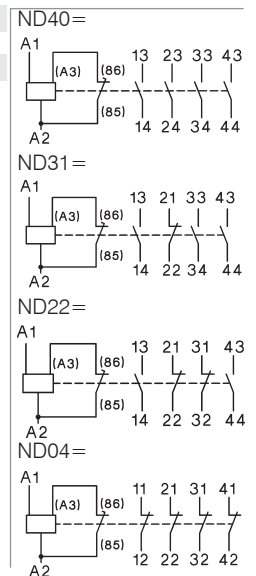 ND40=
A1
13 23 33 43
(A3) (86)
(85)
14 24 34 44
A2
ND31=
A1
13 21 33 43
(A3) (86)
(85)
14 22 34 44
A2
ND22=
A1
13 21 31 43
(A3) (86)
(85)
14 22 32 44
A2
ND04=
A1
11 21 31 41
(A3) (86)
(85)
12 22 32 42
A2